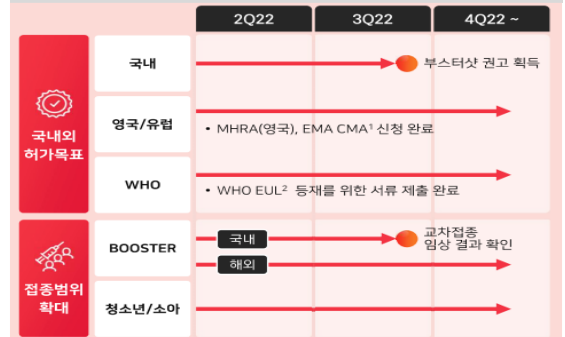 2Q22 3Q22 4Q22 ~
국내외
허가목표
국내
부스터샷 권고 획득
영국/유럽
• MHRA(영국), EMA CMA¹ 신청 완료
WHO
• WHO EUL² 등재를 위한 서류 제출 완료
접종범위
확대
BOOSTER
국내
교차접종
임상 결과 확인
해외
청소년/소아